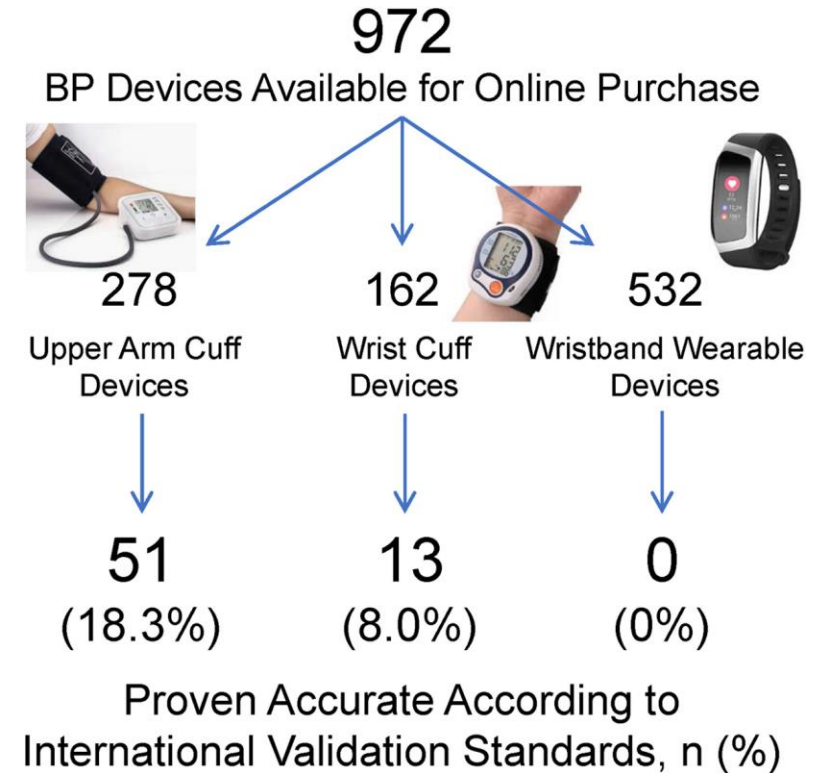 972
BP Devices Available for Online Purchase
278
162
532
Upper Arm Cuff
Devices
Wrist Cuff
Devices
Wristband Wearable
Devices
51
13
0
(18.3%)
(8.0%)
(0%)
Proven Accurate According to
International Validation Standards, n (%)